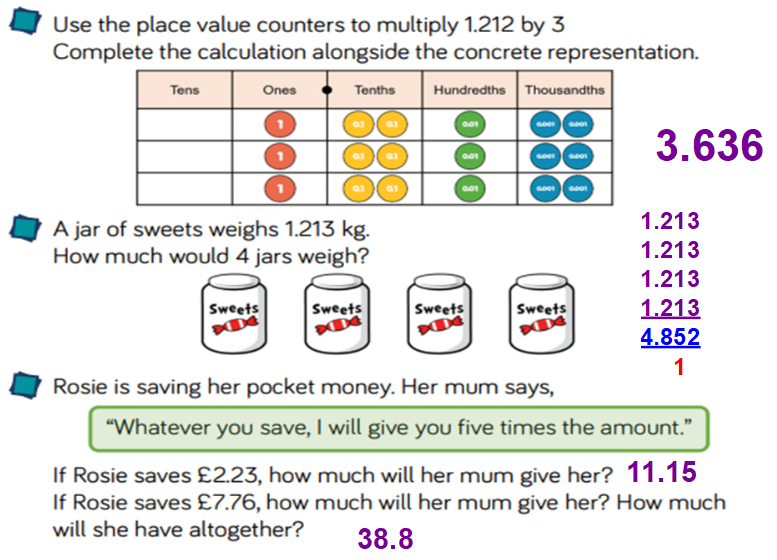 Use the place value counters to multiply 1.212 by 3
Complete the calculation alongside the concrete representation.
Tens Ones Tenths Hundredths Thousandths
1 0.1 0.1 0.01 0.001 0.001
1 0.1 0.1 0.01 0.001 0.001
1 0.1 0.1 0.01 0.001 0.001
3.636
A jar of sweets weighs 1.213 kg.
How much would 4 jars weigh?
Sweets Sweets Sweets Sweets
1.213
1.213
1.213
1.213
4.852
1
Rosie is saving her pocket money. Her mum says,
“Whatever you save, I will give you five times the amount.”
If Rosie saves £2.23, how much will her mum give her? 11.15
If Rosie saves £7.76, how much will her mum give her? How much
will she have altogether?
38.8